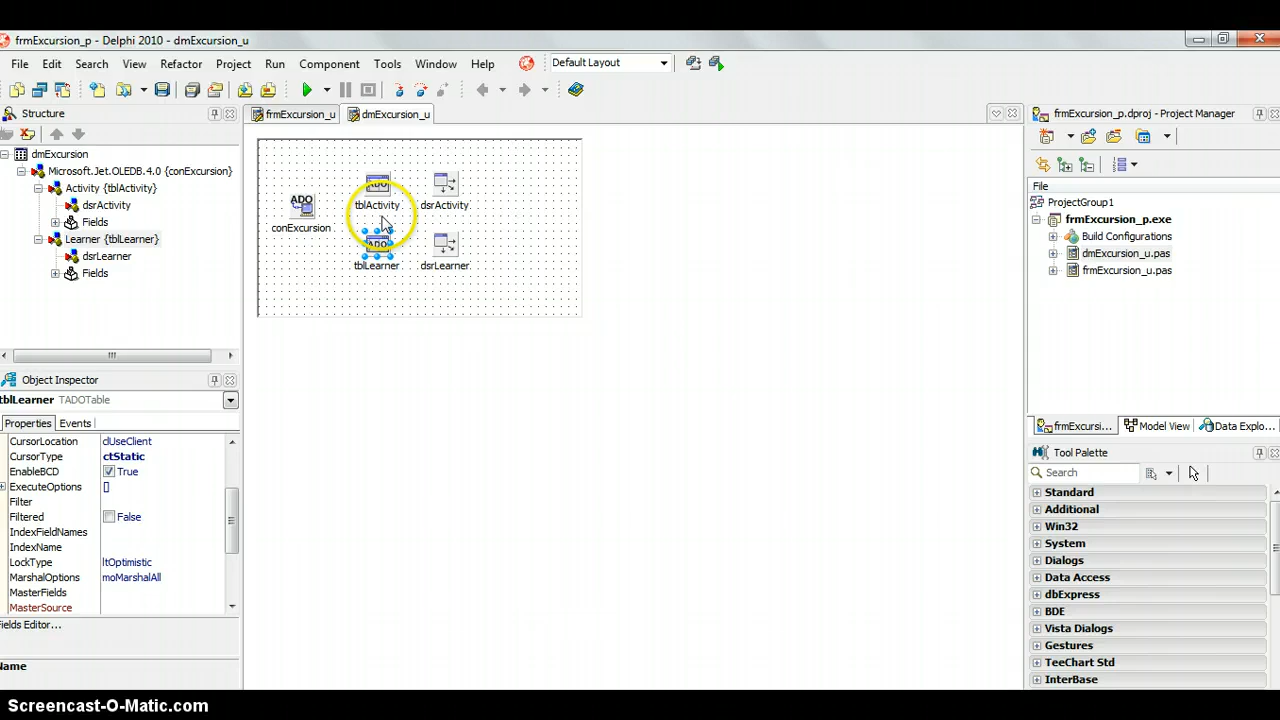 frmExcursion_p - Delphi 2010 - dmExcursion_u
File Edit Search View Refactor Project Run Component Tools Window Help Default Layout
Structure
frmExcursion_u dmExcursion_u
frmExcursion_p.dproj - Project Manager
dmExcursion
Microsoft.Jet.OLEDB.4.0 {conExcursion}
Activity {tblActivity}
dsrActivity
Fields
Learner {tblLearner}
dsrLearner
Fields
ADO
conExcursion
ADO
tblActivity
dsrActivity
ADO
tblLearner
dsrLearner
File
ProjectGroup1
frmExcursion_p.exe
Build Configurations
dmExcursion_u.pas
frmExcursion_u.pas
Object Inspector
tblLearner TADOTable
Properties Events
CursorLocation clUseClient
CursorType ctStatic
EnableBCD True
ExecuteOptions []
Filter
Filtered False
IndexFieldNames
IndexName
LockType ltOptimistic
MarshalOptions moMarshalAll
MasterFields
MasterSource
Fields Editor...
Name
frmExcursi... Model View Data Explo...
Tool Palette
Search
Standard
Additional
Win32
System
Dialogs
Data Access
dbExpress
BDE
Vista Dialogs
Gestures
TeeChart Std
InterBase
Screencast-O-Matic.com